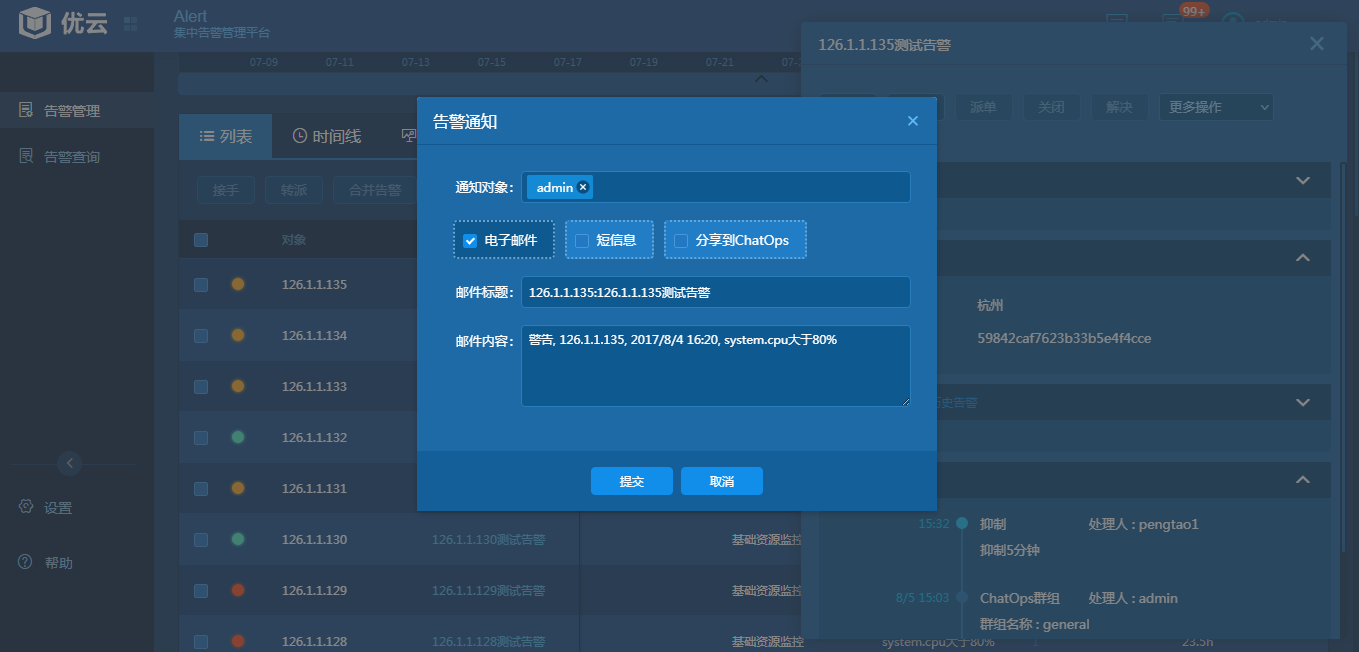 优云
Alert
集中告警管理平台
99+
07-09 07-11 07-13 07-15 07-17 07-19 07-21
126.1.1.135测试告警
派单 关闭 解决 更多操作
告警管理
告警查询
设置
帮助
列表 时间线
接手 转派 合并告警
对象
126.1.1.135
126.1.1.134
126.1.1.133
126.1.1.132
126.1.1.131
126.1.1.130 126.1.1.130测试告警 基础资源监控
126.1.1.129 126.1.1.129测试告警 基础资源监控
126.1.1.128 126.1.1.128测试告警 基础资源监控 system.cpu大于80% 23.5h
告警通知
通知对象: admin
电子邮件 短信息 分享到ChatOps
邮件标题: 126.1.1.135:126.1.1.135测试告警
邮件内容: 警告, 126.1.1.135, 2017/8/4 16:20, system.cpu大于80%
提交 取消
杭州
59842caf7623b33b5e4f4cce
历史告警
15:32 抑制 处理人 : pengtao1
抑制5分钟
8/5 15:03 ChatOps群组 处理人 : admin
群组名称 : general